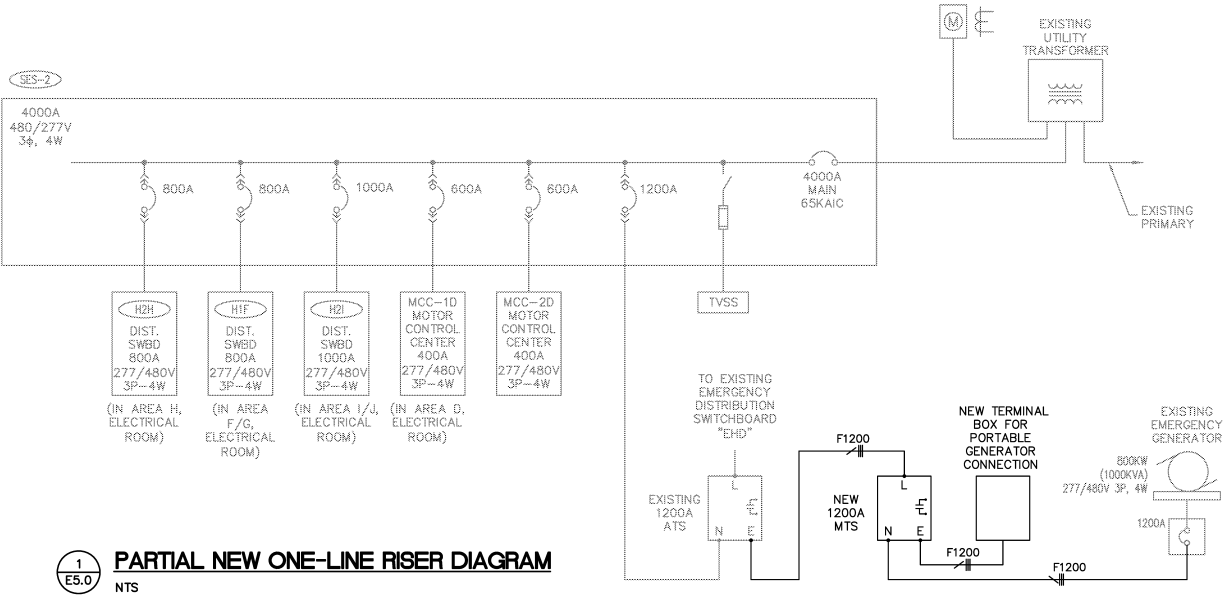 M
EXISTING
UTILITY
TRANSFORMER
SES-2
4000A
480/277V
3ϕ, 4W
800A
800A
1000A
600A
600A
1200A
4000A
MAIN
65KAIC
EXISTING
PRIMARY
H2H
DIST.
SWBD
800A
277/480V
3P-4W
(IN AREA H,
ELECTRICAL
ROOM)
H1F
DIST.
SWBD
800A
277/480V
3P-4W
(IN AREA
F/G,
ELECTRICAL
ROOM)
H2I
DIST.
SWBD
1000A
277/480V
3P-4W
(IN AREA I/J,
ELECTRICAL
ROOM)
MCC-1D
MOTOR
CONTROL
CENTER
400A
277/480V
3P-4W
(IN AREA D,
ELECTRICAL
ROOM)
MCC-2D
MOTOR
CONTROL
CENTER
400A
277/480V
3P-4W
TVSS
TO EXISTING
EMERGENCY
DISTRIBUTION
SWITCHBOARD
"EHD"
EXISTING
1200A
ATS
L
N
E
F1200
NEW
1200A
MTS
L
N
E
NEW TERMINAL
BOX FOR
PORTABLE
GENERATOR
CONNECTION
F1200
F1200
EXISTING
EMERGENCY
GENERATOR
800KW
(1000KVA)
277/480V 3P, 4W
1200A
1
E5.0
PARTIAL NEW ONE-LINE RISER DIAGRAM
NTS